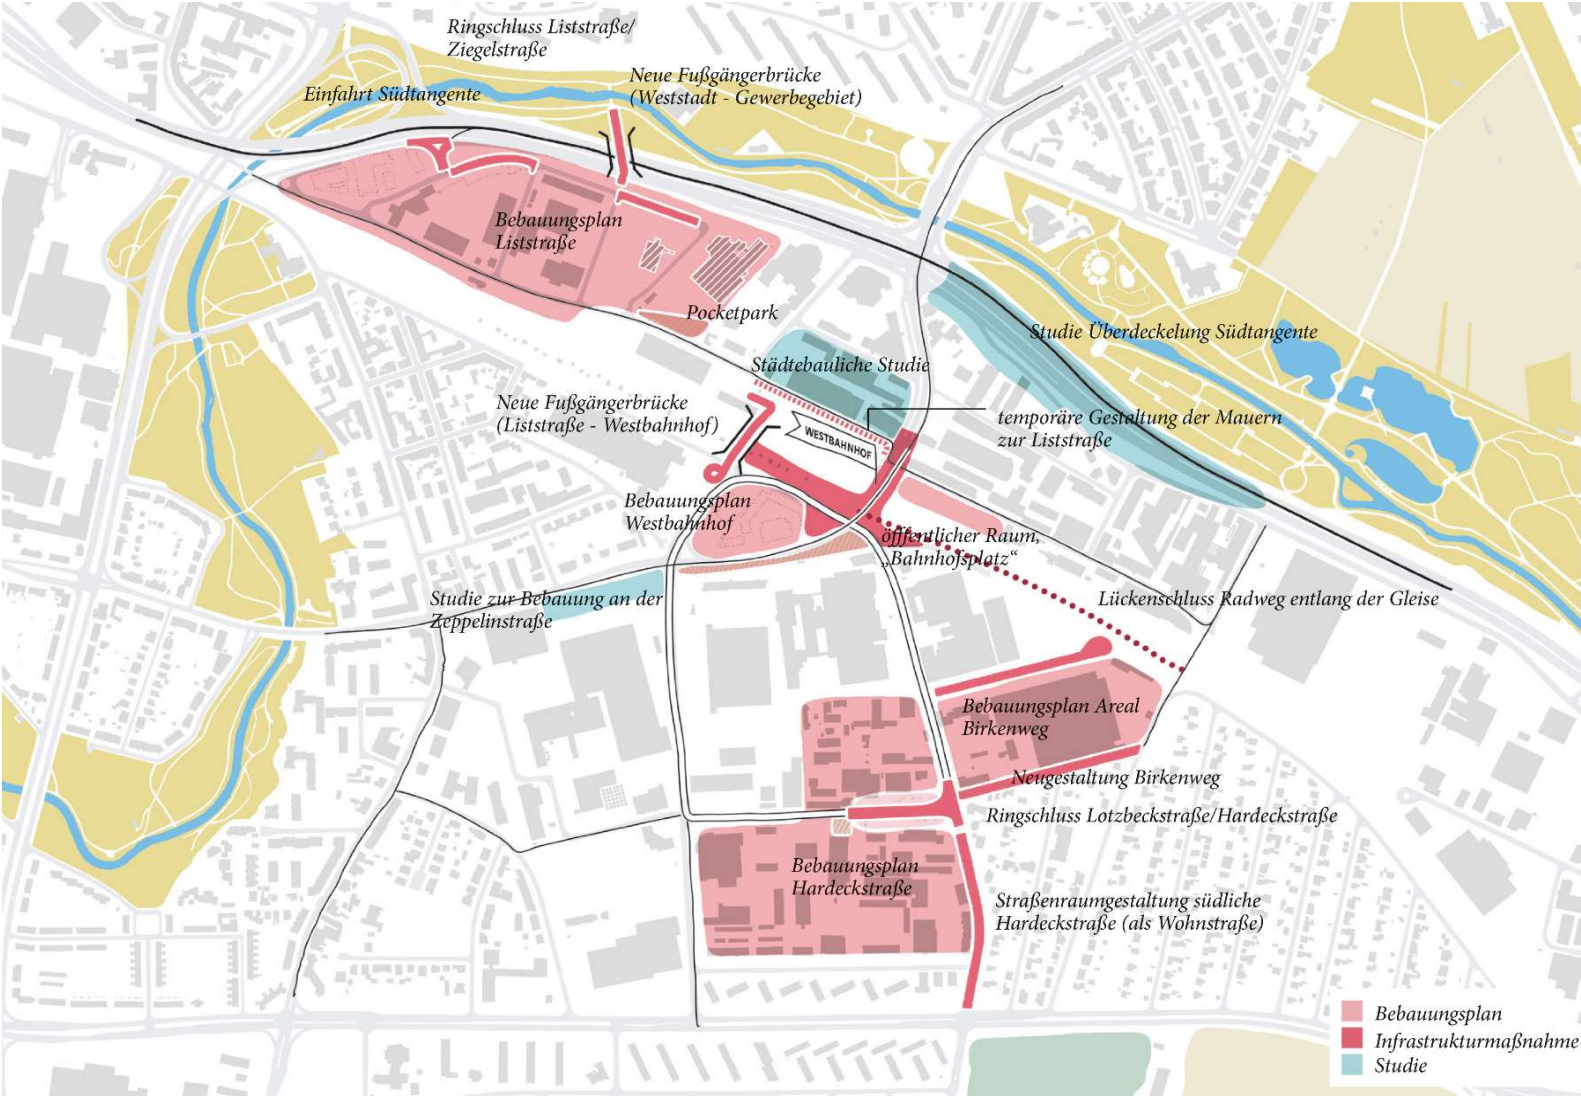 Ringschluss Liststraße/
Ziegelstraße
Neue Fußgängerbrücke
(Weststadt - Gewerbegebiet)
Einfahrt Südtangente
Bebauungsplan
Liststraße
Pocketpark
Studie Überdeckelung Südtangente
Städtebauliche Studie
Neue Fußgängerbrücke
(Liststraße - Westbahnhof)
temporäre Gestaltung der Mauern
zur Liststraße
WESTBAHNHOF
Bebauungsplan
Westbahnhof
öfffentlicher Raum,
„Bahnhofsplatz“
Studie zur Bebauung an der
Zeppelinstraße
Lückenschluss Radweg entlang der Gleise
Bebauungsplan Areal
Birkenweg
Neugestaltung Birkenweg
Ringschluss Lotzbeckstraße/Hardeckstraße
Bebauungsplan
Hardeckstraße
Straßenraumgestaltung südliche
Hardeckstraße (als Wohnstraße)
Bebauungsplan
Infrastrukturmaßnahme
Studie